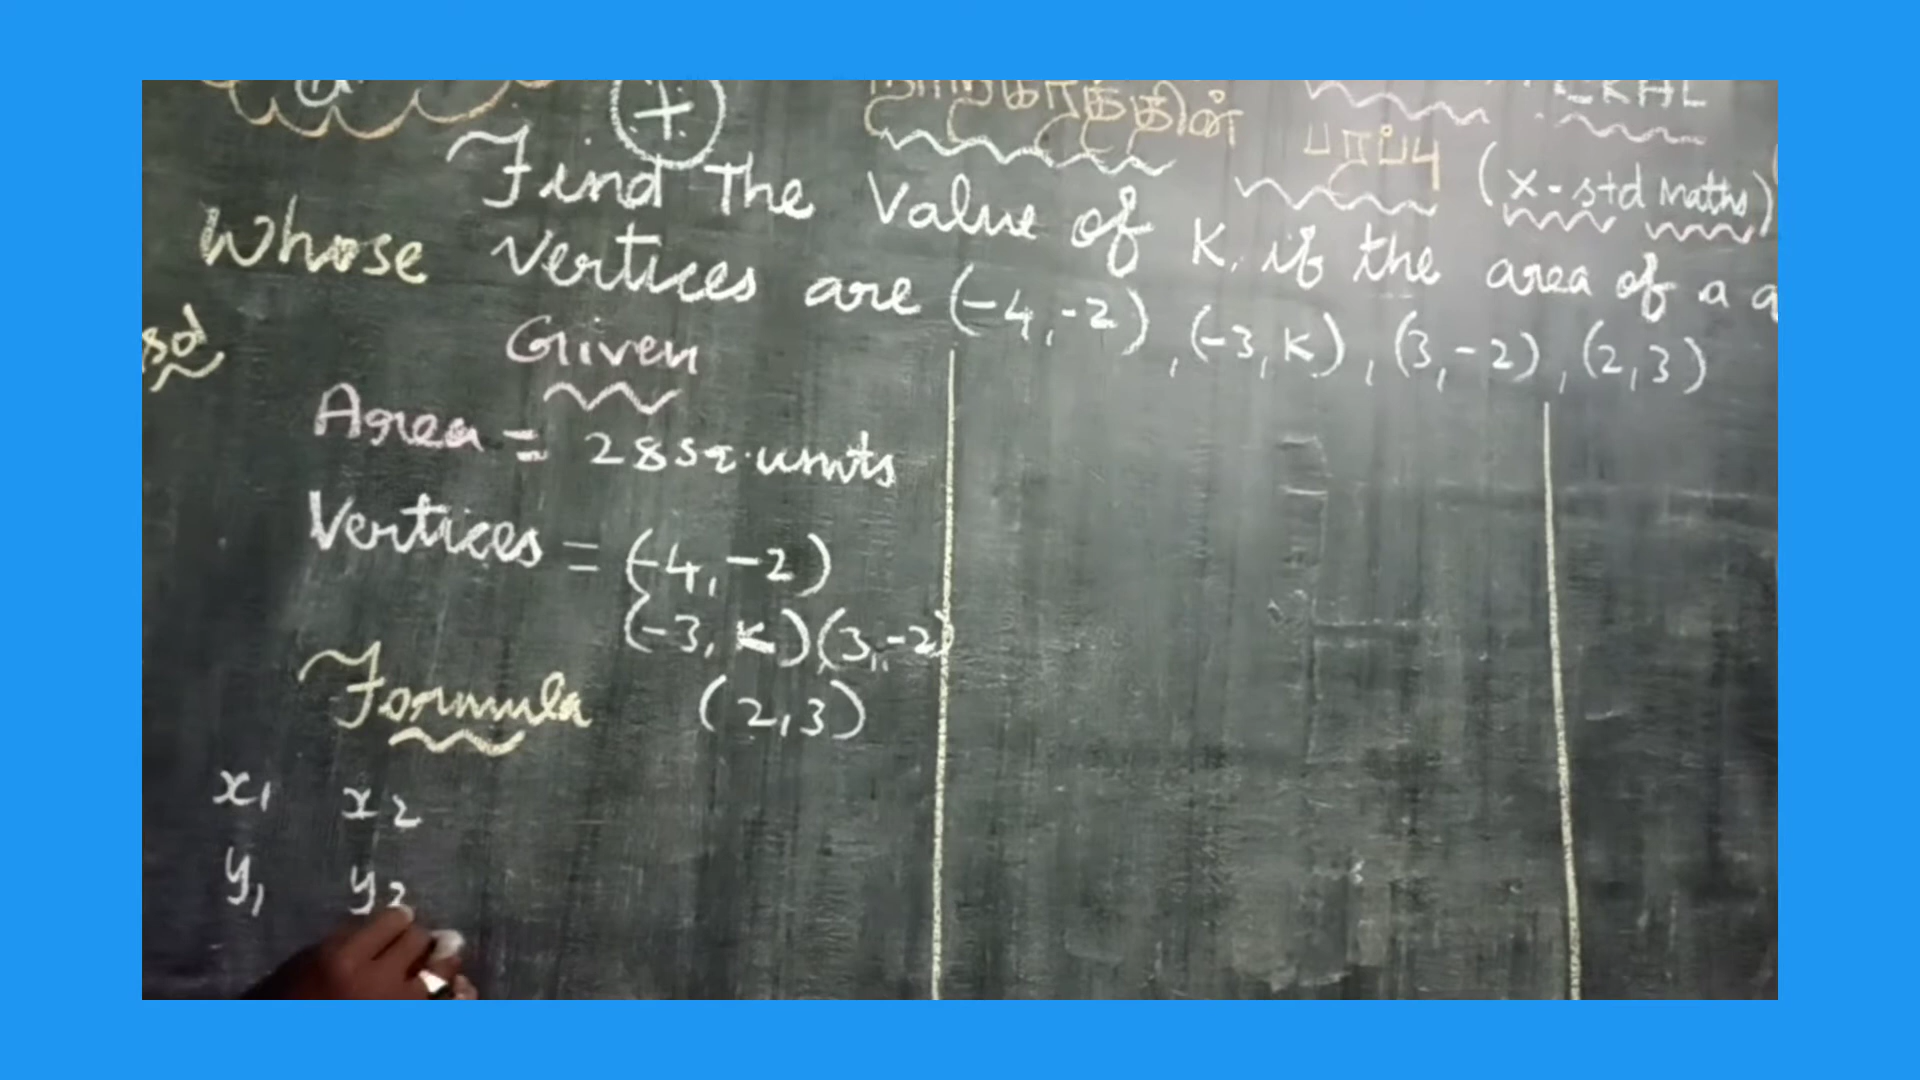 நாற்கரத்தின் பரப்பு
(X-std Maths)
Find The Value of K, if the area of a
Whose vertices are (-4,-2), (-3,K), (3,-2), (2,3)
Given
Area = 28 sq.units
Vertices = (-4,-2)
(-3,K)(3,-2)
Formula (2,3)
x1 x2
y1 y2